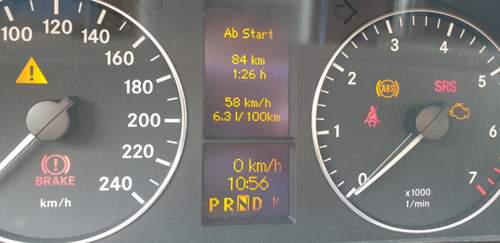 100 120 140 160 180 200 220 240
km/h
BRAKE
Ab Start
84 km
1:26 h
58 km/h
6.3 l/100km
0 km/h
10:56
P R N D
0 1 2 3 4 5 6 7
ABS
SRS
x1000
1/min